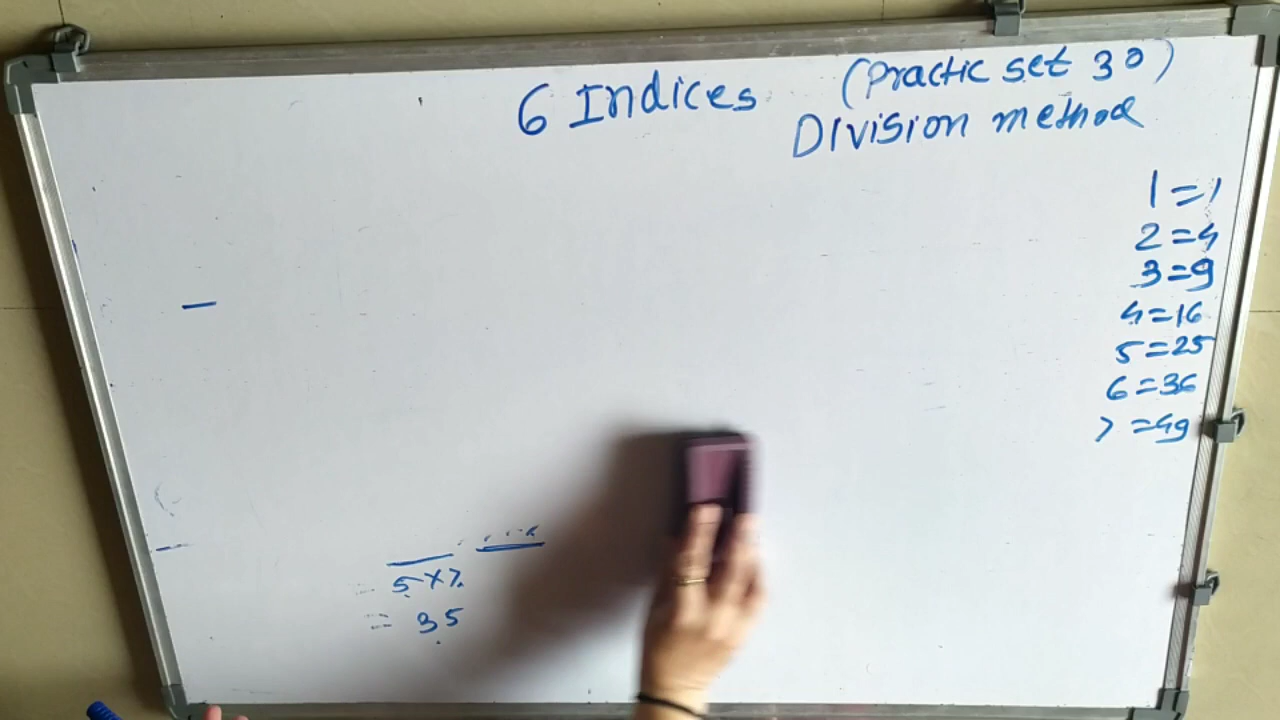 6 Indices (Practic set 30)
Division method
1 = 1
2 = 4
3 = 9
4 = 16
5 = 25
6 = 36
7 = 49
5 × 7
= 35